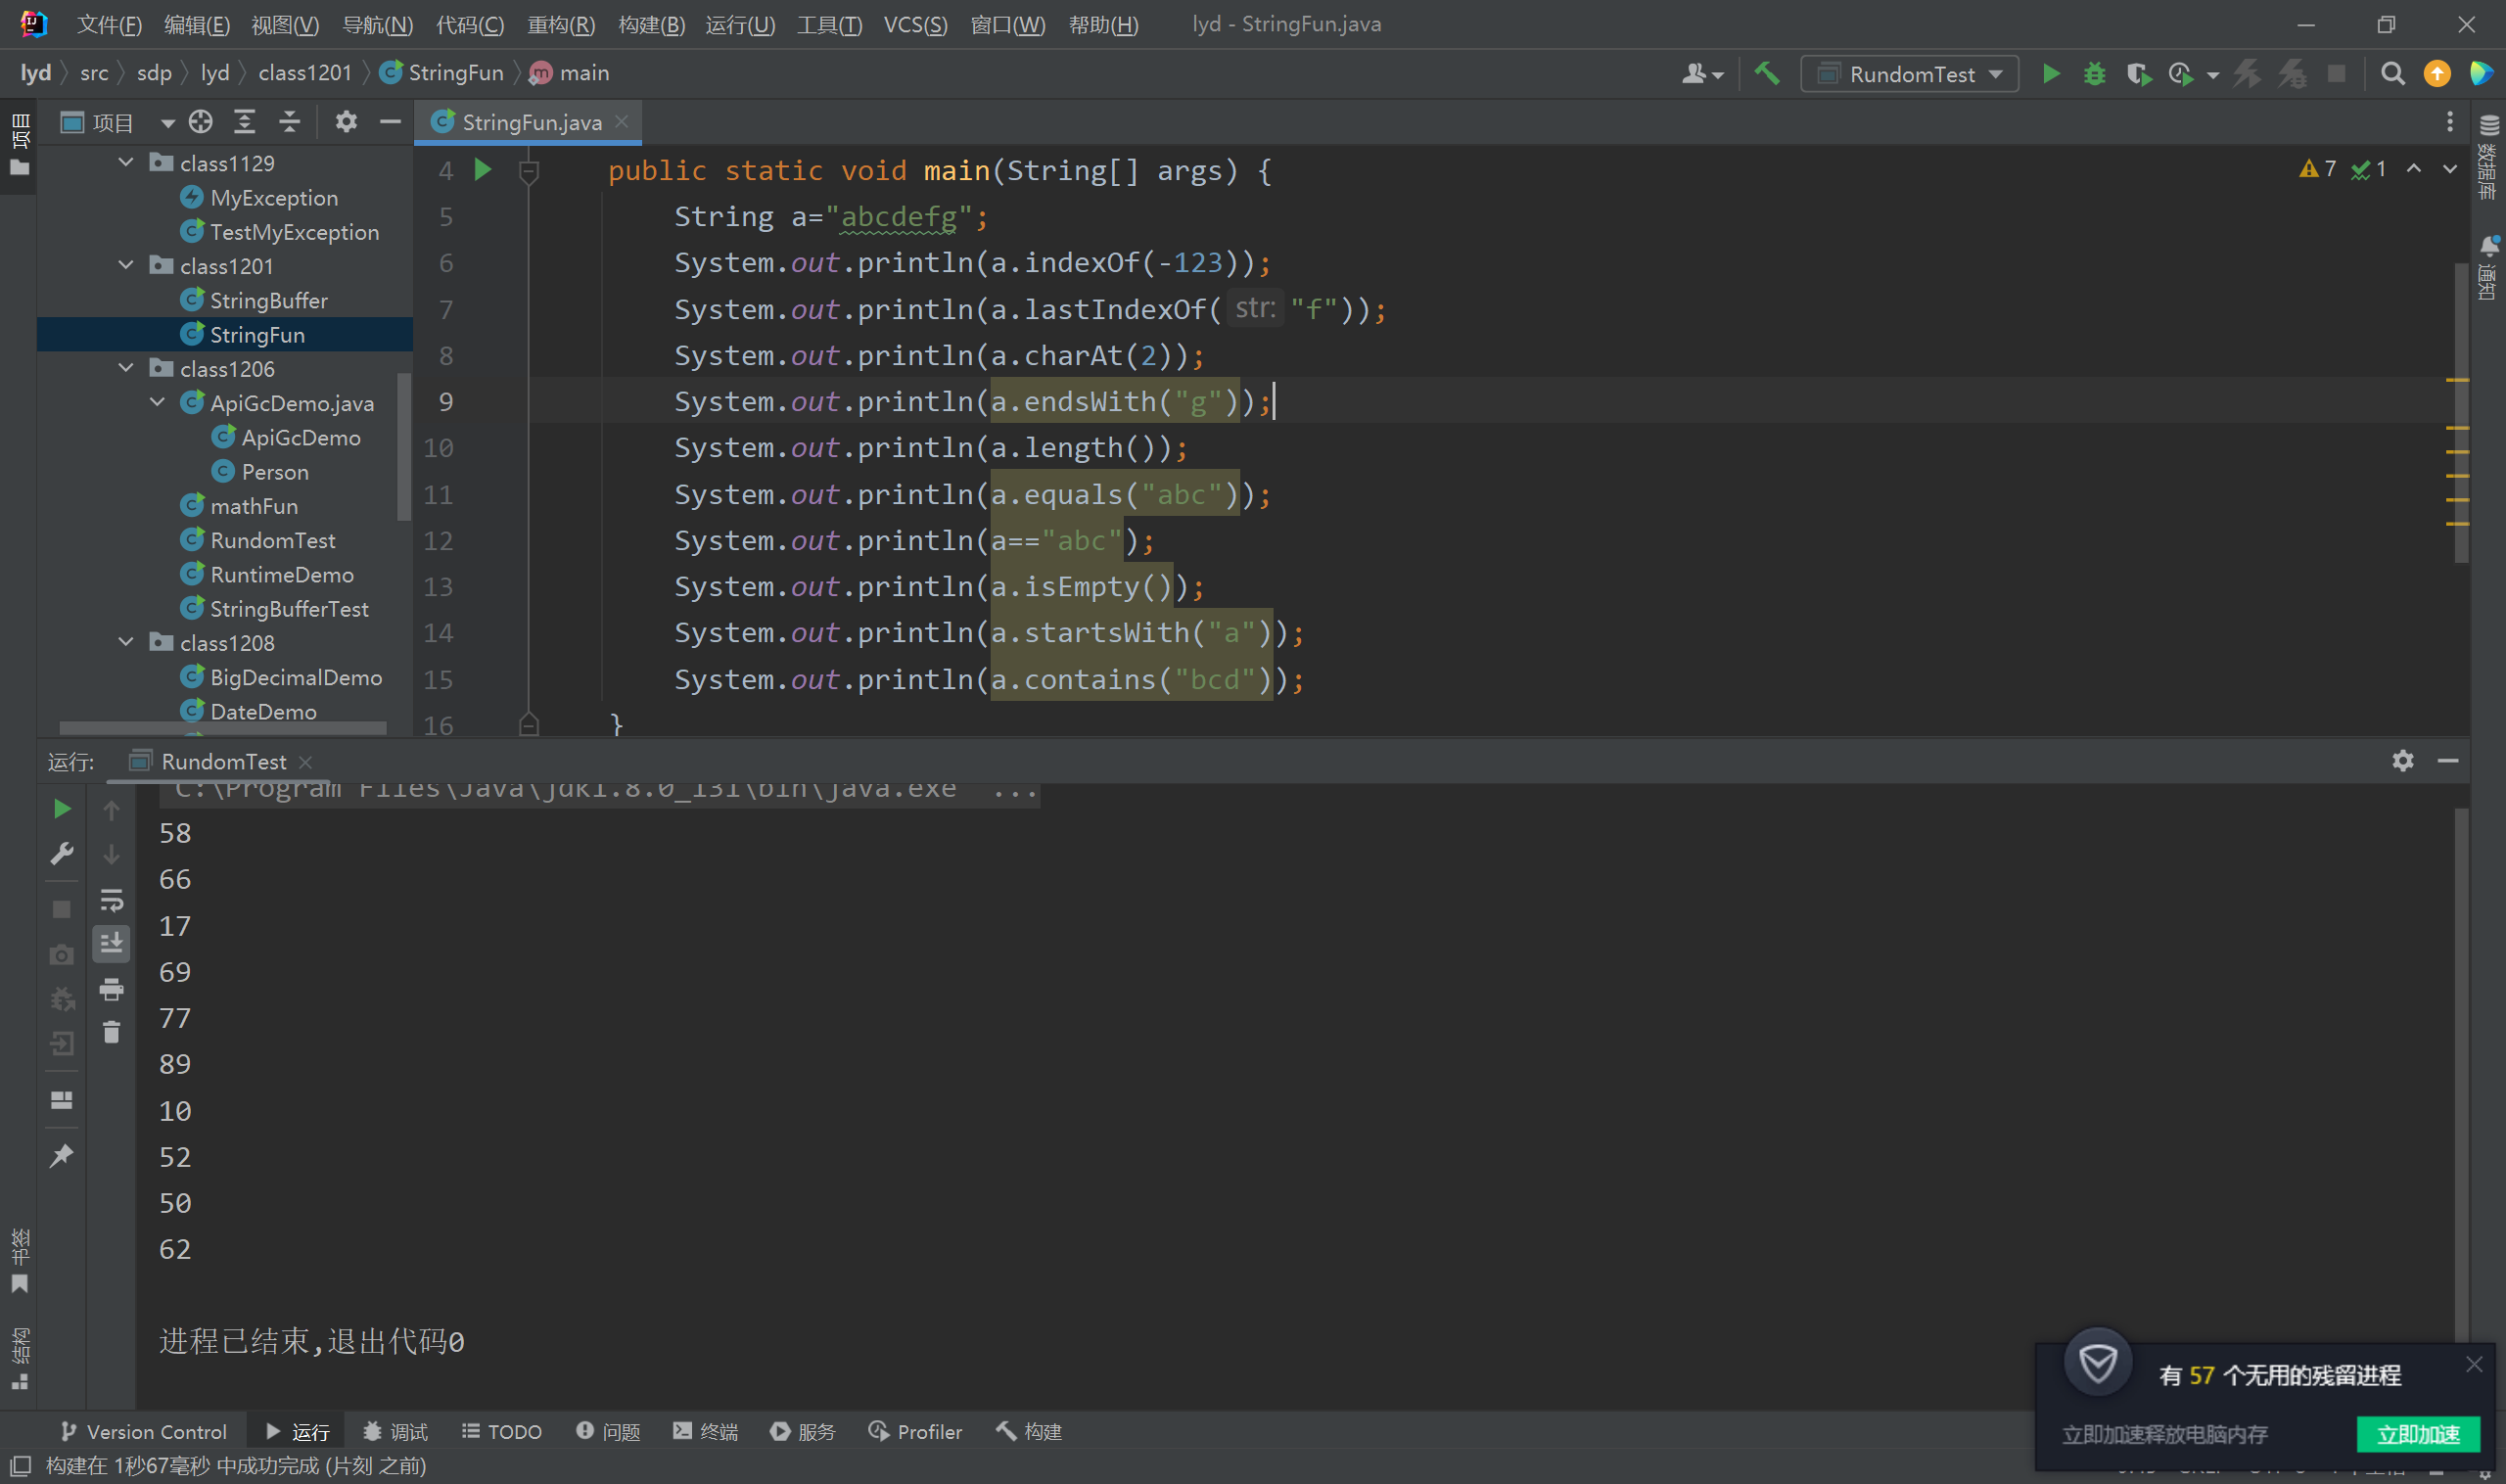 文件(F) 编辑(E) 视图(V) 导航(N) 代码(C) 重构(R) 构建(B) 运行(U) 工具(T) VCS(S) 窗口(W) 帮助(H) lyd - StringFun.java
lyd src sdp lyd class1201 StringFun main RundomTest
项目
项目
StringFun.java
class1129
MyException
TestMyException
class1201
StringBuffer
StringFun
class1206
ApiGcDemo.java
ApiGcDemo
Person
mathFun
RundomTest
RuntimeDemo
StringBufferTest
class1208
BigDecimalDemo
DateDemo
4 public static void main(String[] args) {
5 String a="abcdefg";
6 System.out.println(a.indexOf(-123));
7 System.out.println(a.lastIndexOf( str: "f"));
8 System.out.println(a.charAt(2));
9 System.out.println(a.endsWith("g"));
10 System.out.println(a.length());
11 System.out.println(a.equals("abc"));
12 System.out.println(a=="abc");
13 System.out.println(a.isEmpty());
14 System.out.println(a.startsWith("a"));
15 System.out.println(a.contains("bcd"));
16 }
7 1
数据库
通知
运行: RundomTest
C:\Program Files\Java\jdk1.8.0_131\bin\java.exe ...
58
66
17
69
77
89
10
52
50
62
进程已结束,退出代码0
书签
结构
有 57 个无用的残留进程
立即加速释放电脑内存 立即加速
Version Control 运行 调试 TODO 问题 终端 服务 Profiler 构建
构建在 1秒67毫秒 中成功完成 (片刻 之前)